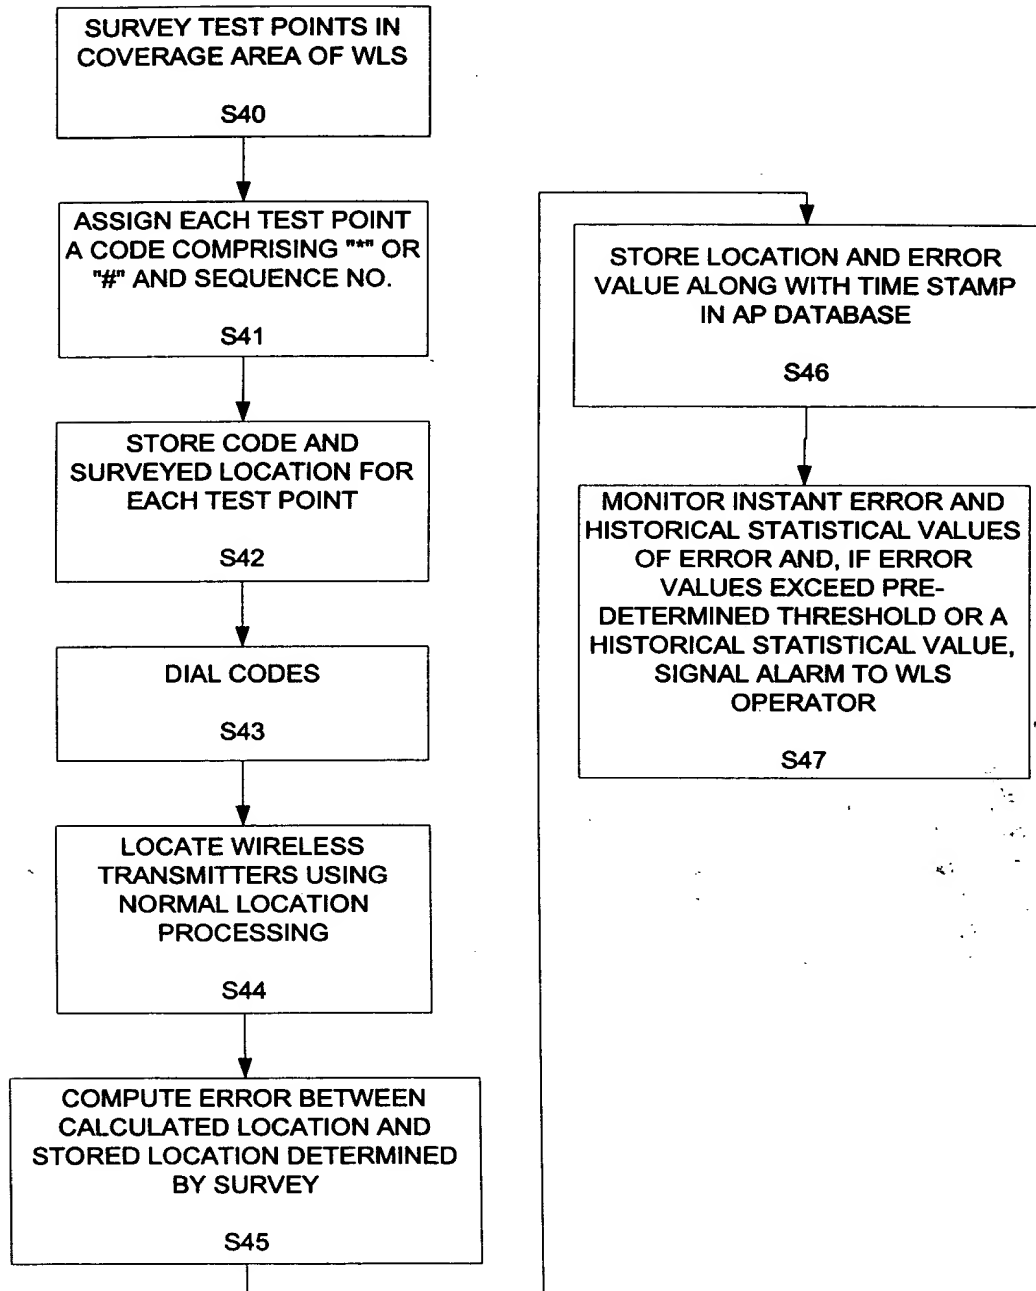 SURVEY TEST POINTS IN
COVERAGE AREA OF WLS
S40
ASSIGN EACH TEST POINT
A CODE COMPRISING "*" OR
"#" AND SEQUENCE NO.
S41
STORE CODE AND
SURVEYED LOCATION FOR
EACH TEST POINT
S42
DIAL CODES
S43
LOCATE WIRELESS
TRANSMITTERS USING
NORMAL LOCATION
PROCESSING
S44
COMPUTE ERROR BETWEEN
CALCULATED LOCATION AND
STORED LOCATION DETERMINED
BY SURVEY
S45
STORE LOCATION AND ERROR
VALUE ALONG WITH TIME STAMP
IN AP DATABASE
S46
MONITOR INSTANT ERROR AND
HISTORICAL STATISTICAL VALUES
OF ERROR AND, IF ERROR
VALUES EXCEED PRE-
DETERMINED THRESHOLD OR A
HISTORICAL STATISTICAL VALUE,
SIGNAL ALARM TO WLS
OPERATOR
S47